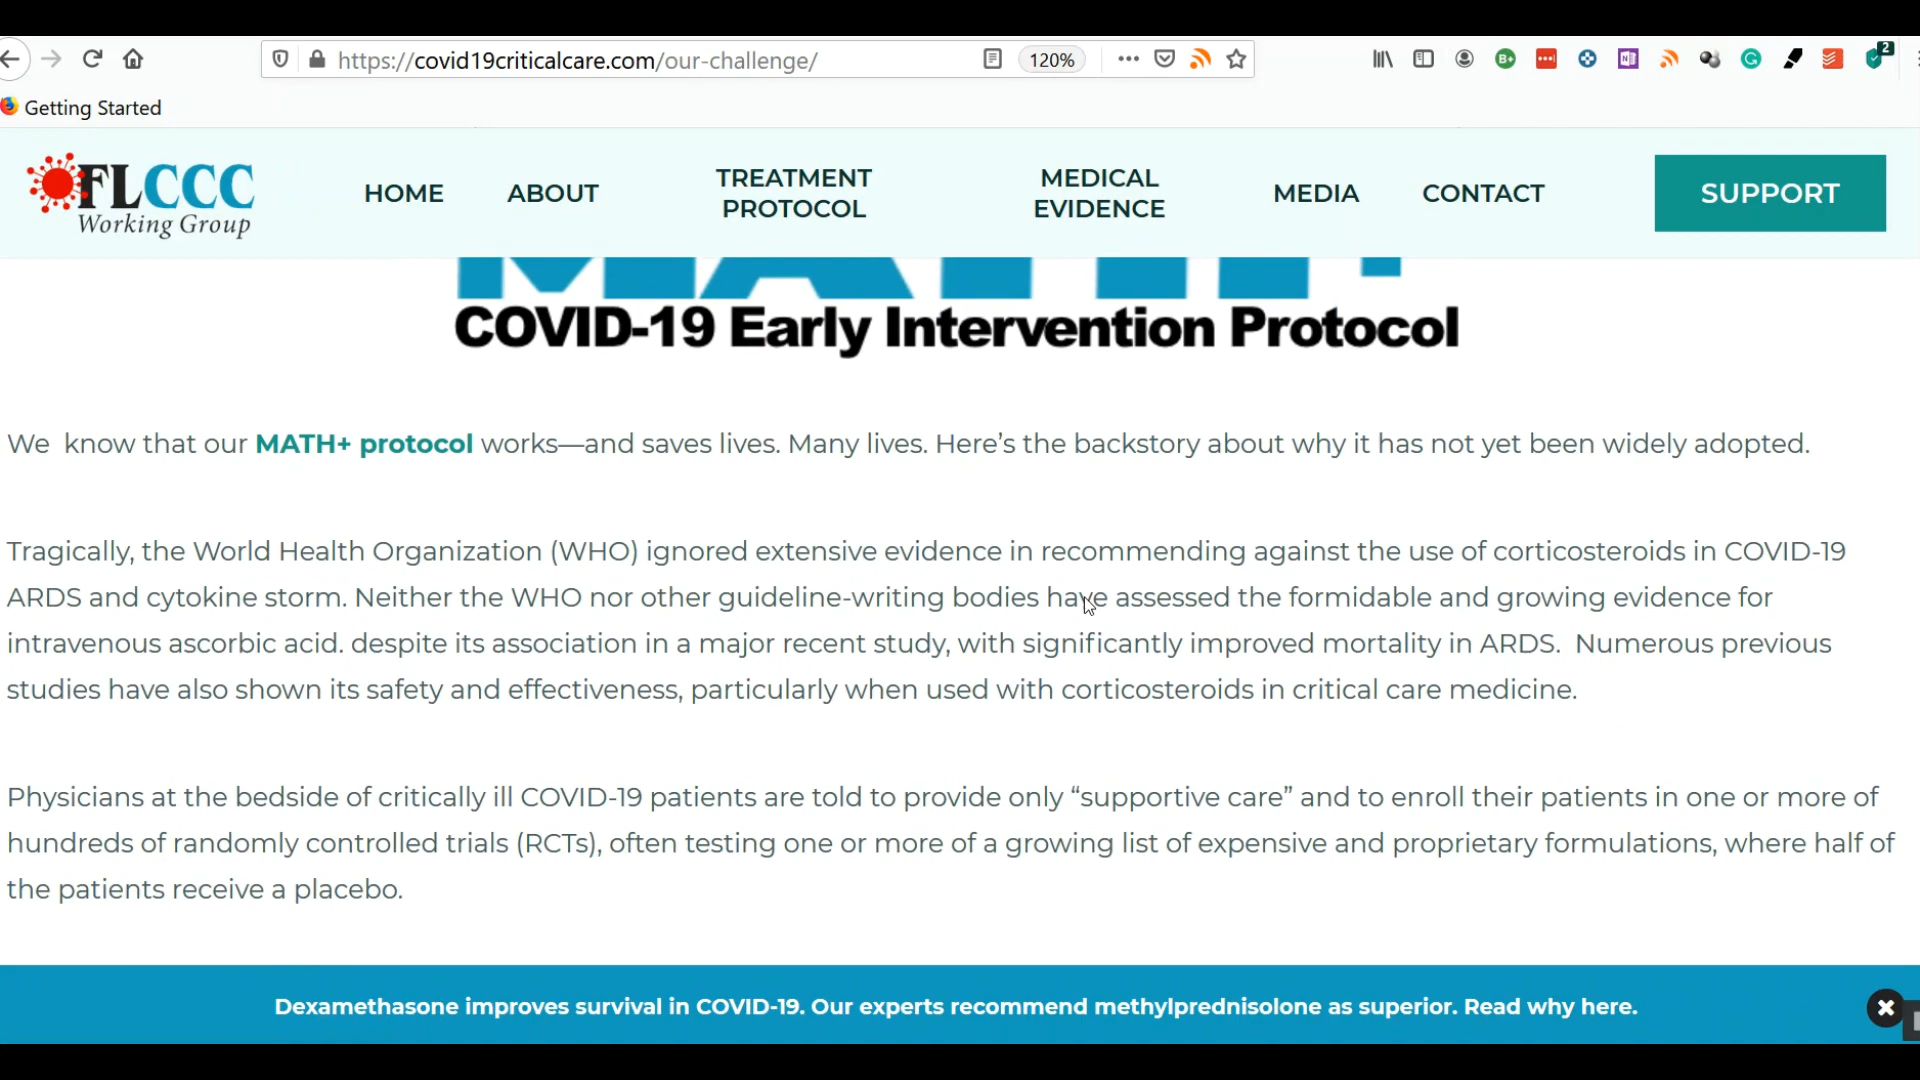 https://covid19criticalcare.com/our-challenge/
120%
2
Getting Started
FLCCC
Working Group
HOME
ABOUT
TREATMENT
PROTOCOL
MEDICAL
EVIDENCE
MEDIA
CONTACT
SUPPORT
MATH+
COVID-19 Early Intervention Protocol
We know that our MATH+ protocol works—and saves lives. Many lives. Here’s the backstory about why it has not yet been widely adopted.
Tragically, the World Health Organization (WHO) ignored extensive evidence in recommending against the use of corticosteroids in COVID-19
ARDS and cytokine storm. Neither the WHO nor other guideline-writing bodies have assessed the formidable and growing evidence for
intravenous ascorbic acid. despite its association in a major recent study, with significantly improved mortality in ARDS. Numerous previous
studies have also shown its safety and effectiveness, particularly when used with corticosteroids in critical care medicine.
Physicians at the bedside of critically ill COVID-19 patients are told to provide only “supportive care” and to enroll their patients in one or more of
hundreds of randomly controlled trials (RCTs), often testing one or more of a growing list of expensive and proprietary formulations, where half of
the patients receive a placebo.
Dexamethasone improves survival in COVID-19. Our experts recommend methylprednisolone as superior. Read why here.